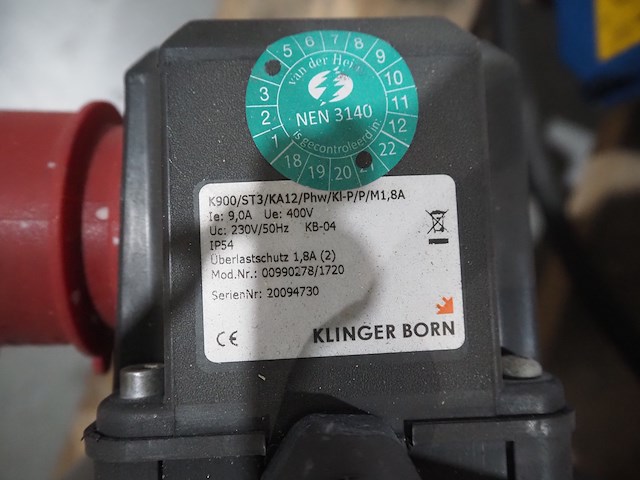 5 6 7 8 9 10 11 12
3 2 1
van der Hei
NEN 3140
is gecontroleerd in:
18 19 20 22
K900/ST3/KA12/Phw/Kl-P/P/M1,8A
Ie: 9,0A Ue: 400V
Uc: 230V/50Hz KB-04
IP54
Überlastschutz 1,8A (2)
Mod.Nr.: 00990278/1720
SerienNr: 20094730
CE
KLINGER BORN